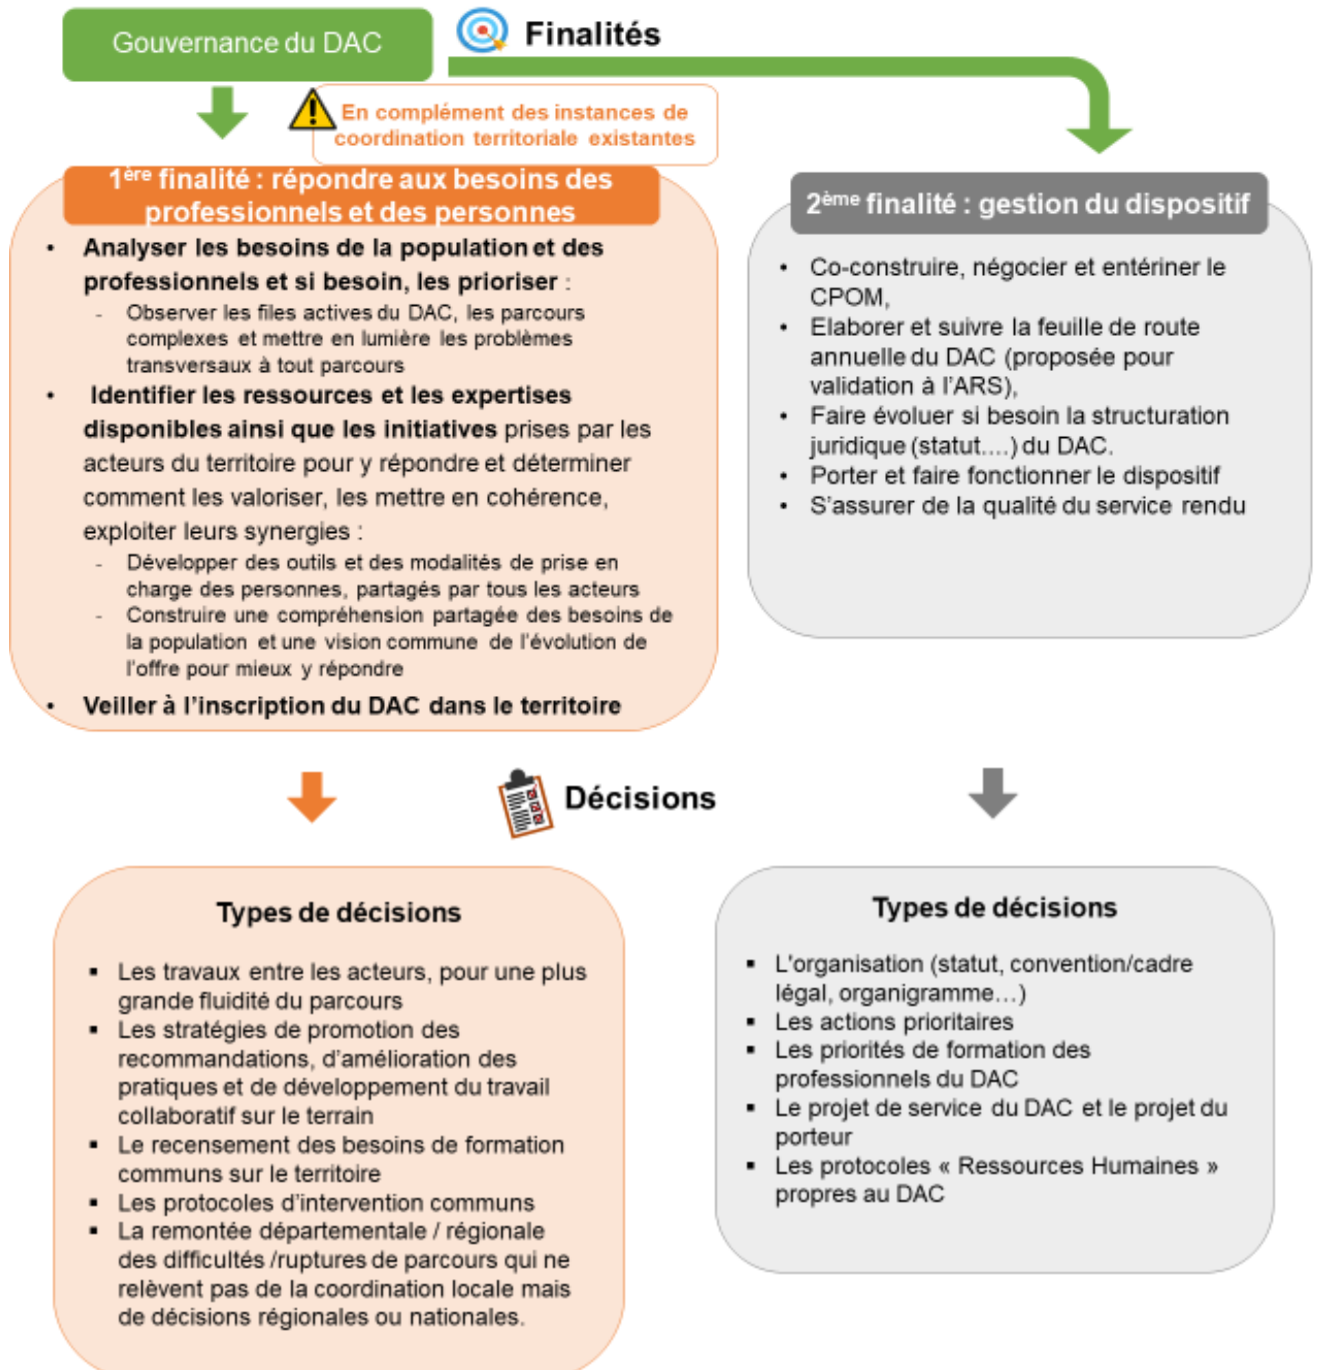 Gouvernance du DAC
Finalités
En complément des instances de
coordination territoriale existantes
1ère finalité : répondre aux besoins des
professionnels et des personnes
• Analyser les besoins de la population et des
professionnels et si besoin, les prioriser :
- Observer les files actives du DAC, les parcours
complexes et mettre en lumière les problèmes
transversaux à tout parcours
• Identifier les ressources et les expertises
disponibles ainsi que les initiatives prises par les
acteurs du territoire pour y répondre et déterminer
comment les valoriser, les mettre en cohérence,
exploiter leurs synergies :
- Développer des outils et des modalités de prise en
charge des personnes, partagés par tous les acteurs
- Construire une compréhension partagée des besoins de
la population et une vision commune de l'évolution de
l'offre pour mieux y répondre
• Veiller à l'inscription du DAC dans le territoire
2ème finalité : gestion du dispositif
• Co-construire, négocier et entériner le
CPOM,
• Elaborer et suivre la feuille de route
annuelle du DAC (proposée pour
validation à l'ARS),
• Faire évoluer si besoin la structuration
juridique (statut....) du DAC.
• Porter et faire fonctionner le dispositif
• S'assurer de la qualité du service rendu
Décisions
Types de décisions
▪ Les travaux entre les acteurs, pour une plus
grande fluidité du parcours
▪ Les stratégies de promotion des
recommandations, d'amélioration des
pratiques et de développement du travail
collaboratif sur le terrain
▪ Le recensement des besoins de formation
communs sur le territoire
▪ Les protocoles d'intervention communs
▪ La remontée départementale / régionale
des difficultés /ruptures de parcours qui ne
relèvent pas de la coordination locale mais
de décisions régionales ou nationales.
Types de décisions
▪ L'organisation (statut, convention/cadre
légal, organigramme…)
▪ Les actions prioritaires
▪ Les priorités de formation des
professionnels du DAC
▪ Le projet de service du DAC et le projet du
porteur
▪ Les protocoles « Ressources Humaines »
propres au DAC